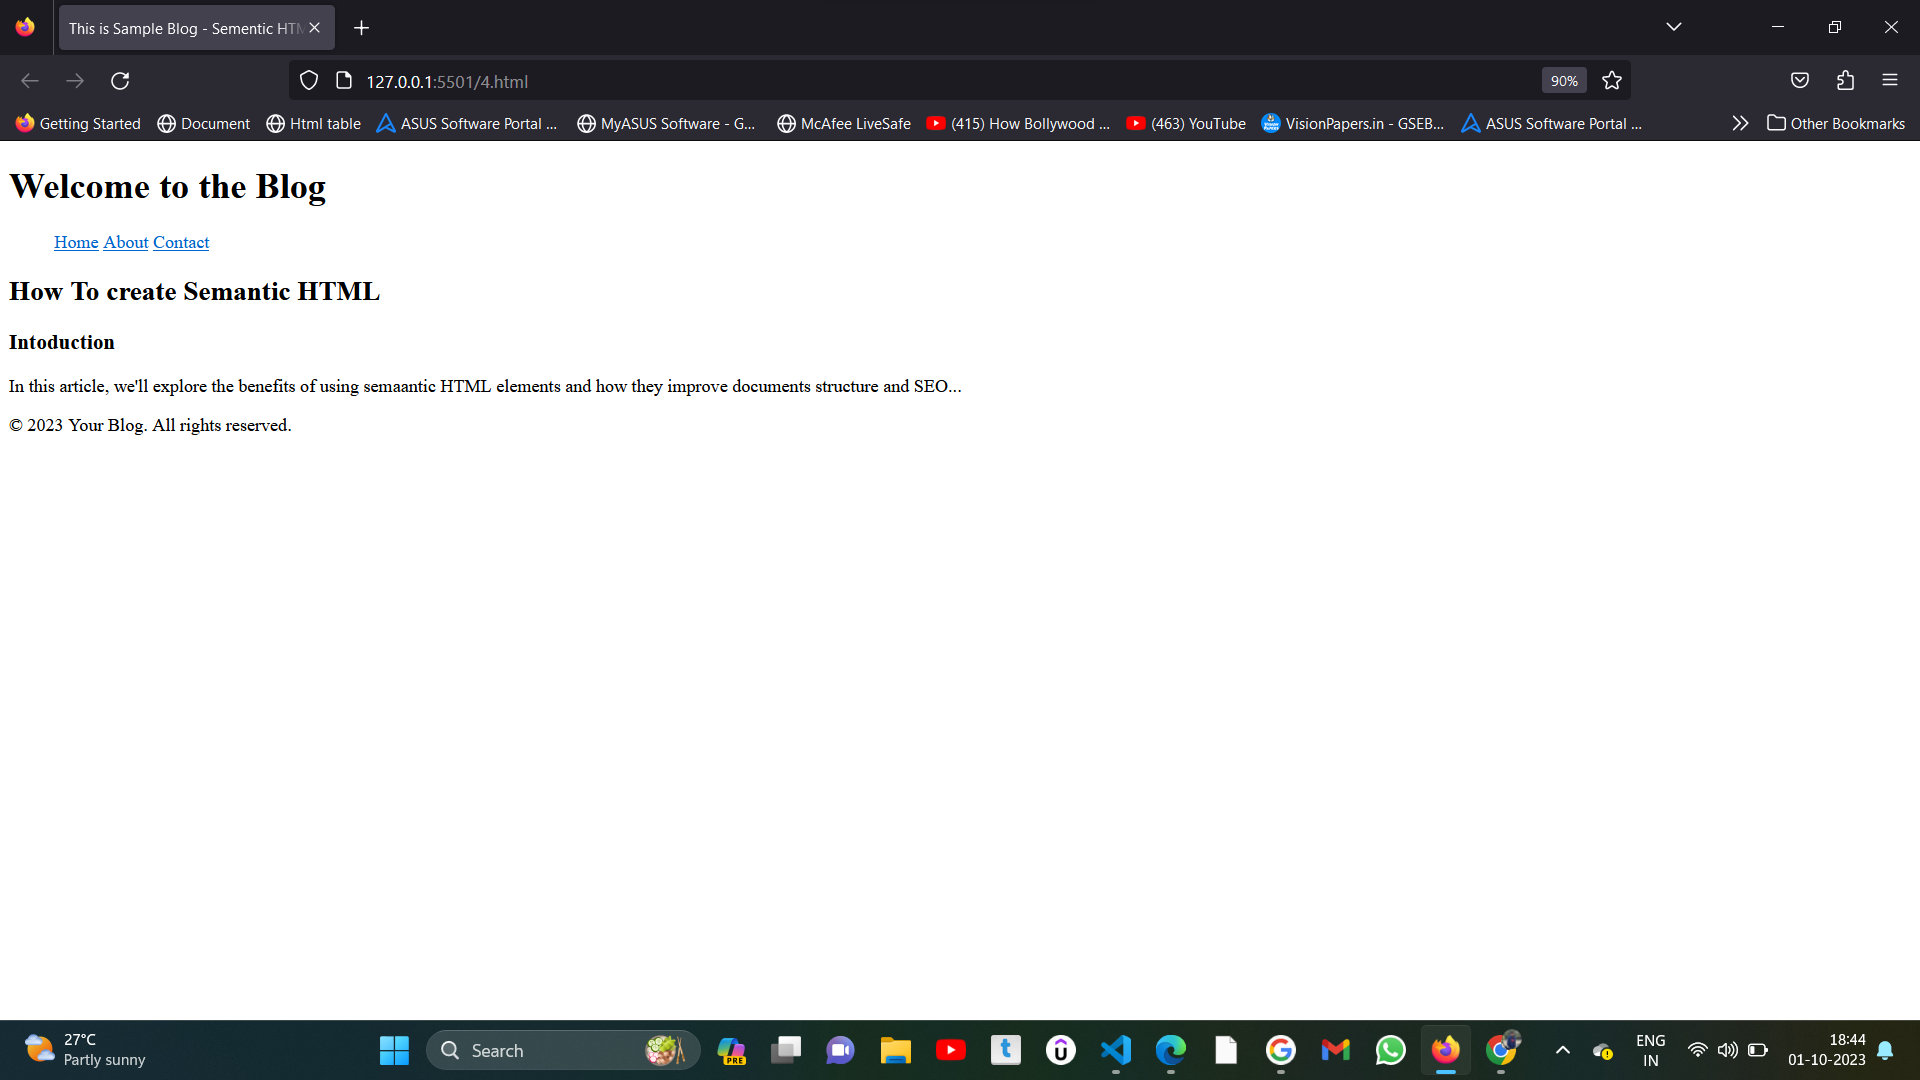 This is Sample Blog - Sementic HTM
127.0.0.1:5501/4.html
90%
Getting Started
Document
Html table
ASUS Software Portal ...
MyASUS Software - G...
McAfee LiveSafe
(415) How Bollywood ...
(463) YouTube
VisionPapers.in - GSEB...
ASUS Software Portal ...
Other Bookmarks
Welcome to the Blog
Home About Contact
How To create Semantic HTML
Intoduction
In this article, we'll explore the benefits of using semaantic HTML elements and how they improve documents structure and SEO...
© 2023 Your Blog. All rights reserved.
27°C
Partly sunny
Search
PRE
ENG
IN
18:44
01-10-2023